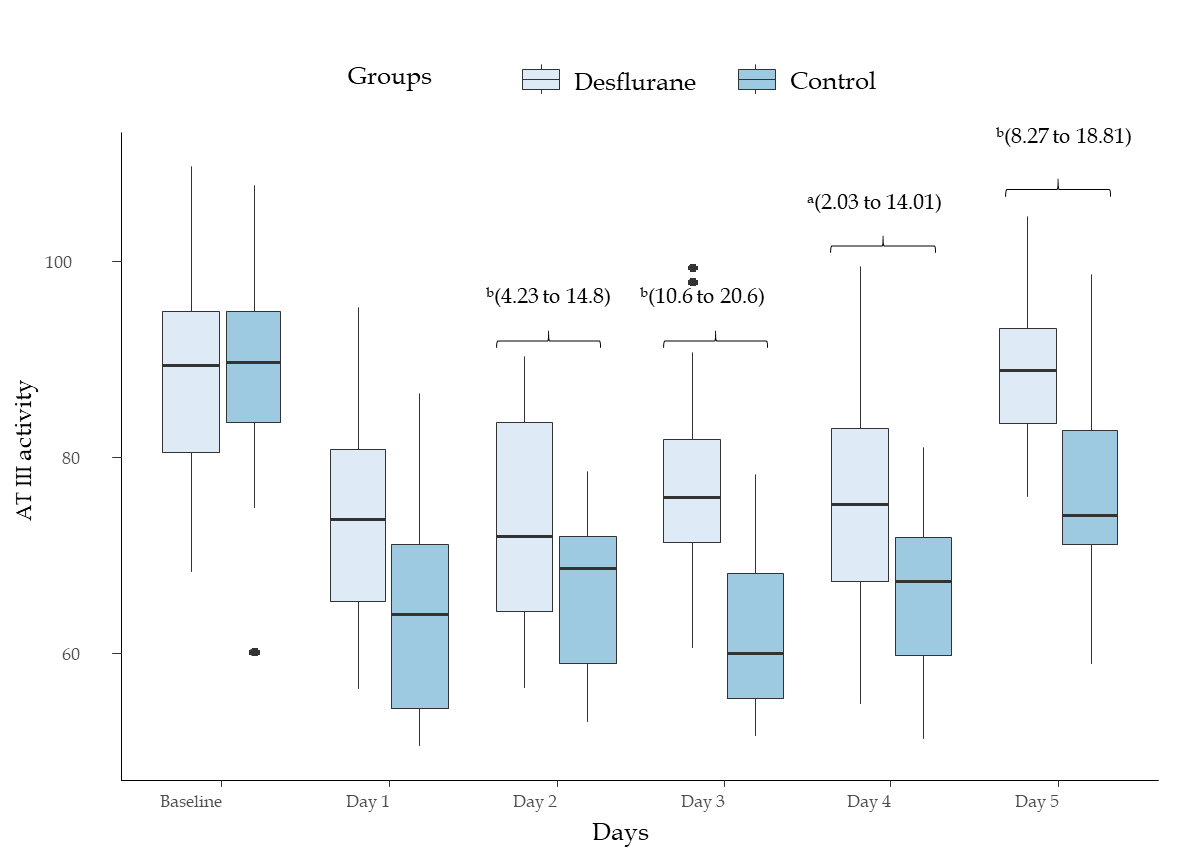 Groups Desflurane Control
ᵇ(8.27 to 18.81)
ᵃ(2.03 to 14.01)
ᵇ(4.23 to 14.8) ᵇ(10.6 to 20.6)
100
80
60
AT III activity
Baseline Day 1 Day 2 Day 3 Day 4 Day 5
Days